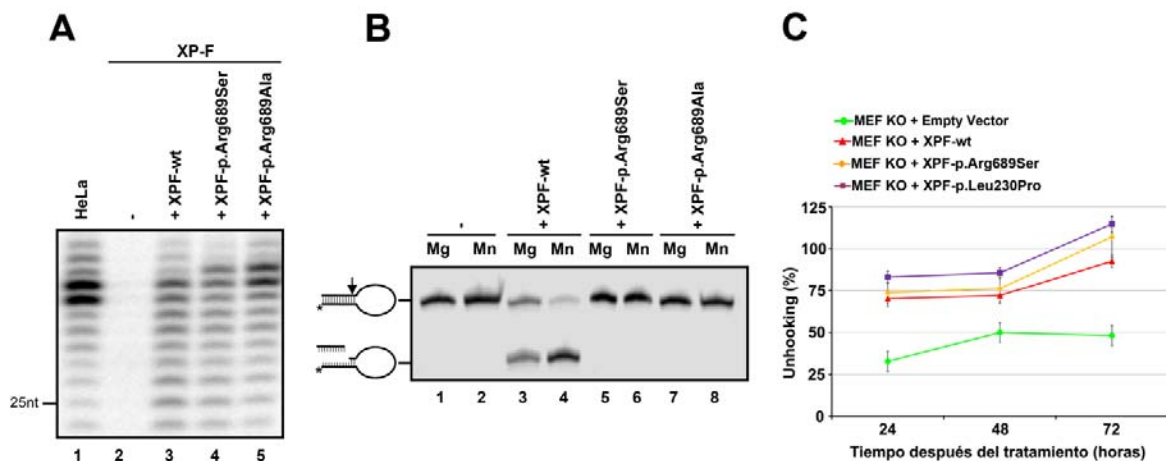 A
XP-F
HeLa
-
+ XPF-wt
+ XPF-p.Arg689Ser
+ XPF-p.Arg689Ala
25nt
1 2 3 4 5
B
-
+ XPF-wt
+ XPF-p.Arg689Ser
+ XPF-p.Arg689Ala
Mg Mn Mg Mn Mg Mn Mg Mn
*
*
1 2 3 4 5 6 7 8
C
MEF KO + Empty Vector
MEF KO + XPF-wt
MEF KO + XPF-p.Arg689Ser
MEF KO + XPF-p.Leu230Pro
Unhooking (%)
125
100
75
50
25
0
24 48 72
Tiempo después del tratamiento (horas)